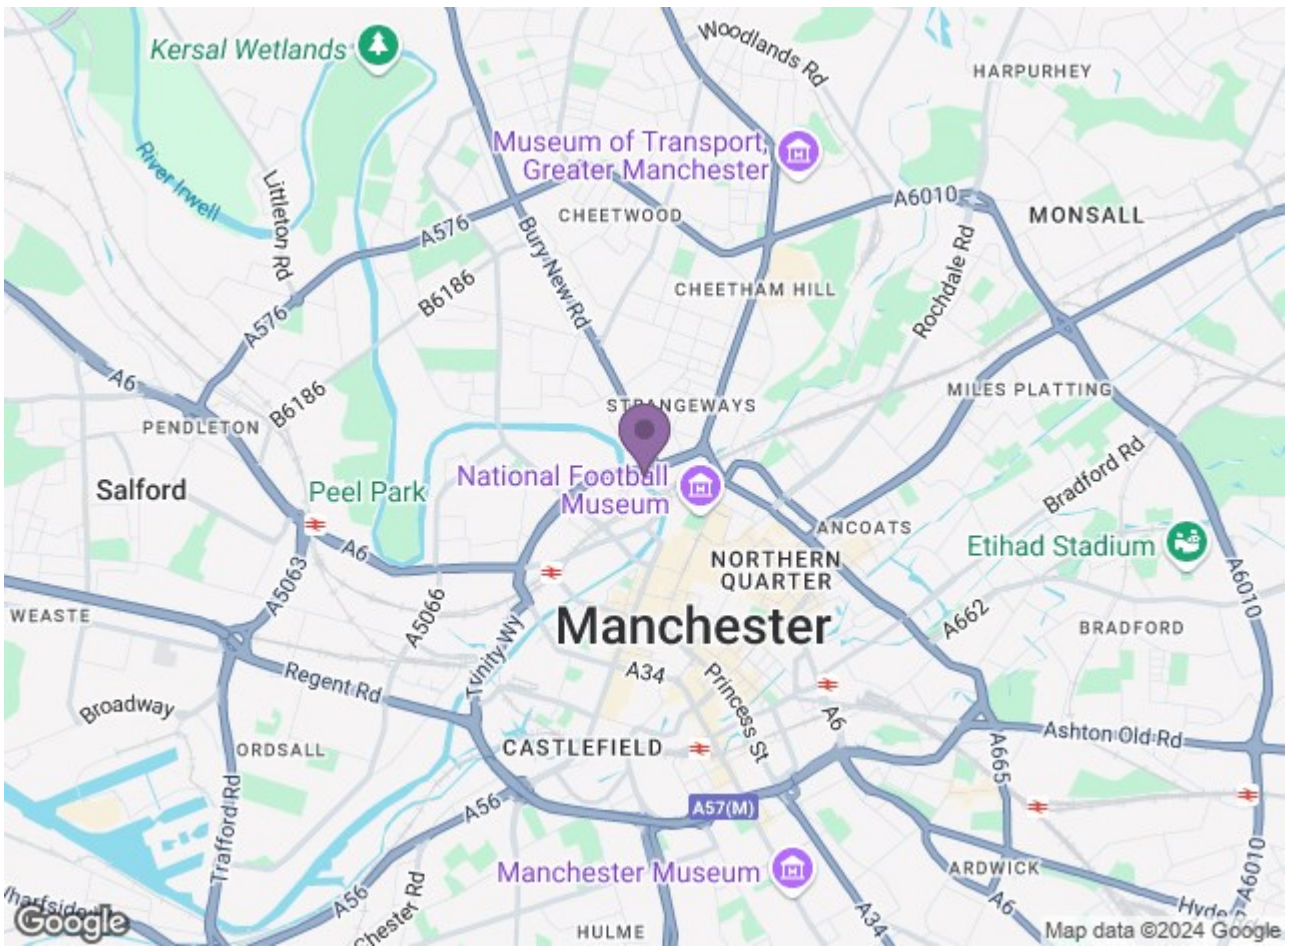 Woodlands Rd
Kersal Wetlands
HARPURHEY
Museum of Transport,
Greater Manchester
River Irwell
Littleton Rd
A6010
CHEETWOOD
MONSALL
A576
Bury New Rd
Rochdale Rd
B6186
CHEETHAM HILL
A576
A6
MILES PLATTING
B6186
STRANGEWAYS
PENDLETON
Bradford Rd
National Football
Museum
Salford
Peel Park
ANCOATS
Etihad Stadium
A6
NORTHERN
QUARTER
A5063
A6010
A5066
WEASTE
A662
Manchester
BRADFORD
Trinity Wy
Regent Rd
A34
Princess St
Broadway
A6
Ashton Old Rd
ORDSALL
CASTLEFIELD
A665
Trafford Rd
A56
A57(M)
Manchester Museum
ARDWICK
A6010
A56
A34
A6
Google
HULME
Map data ©2024 Google